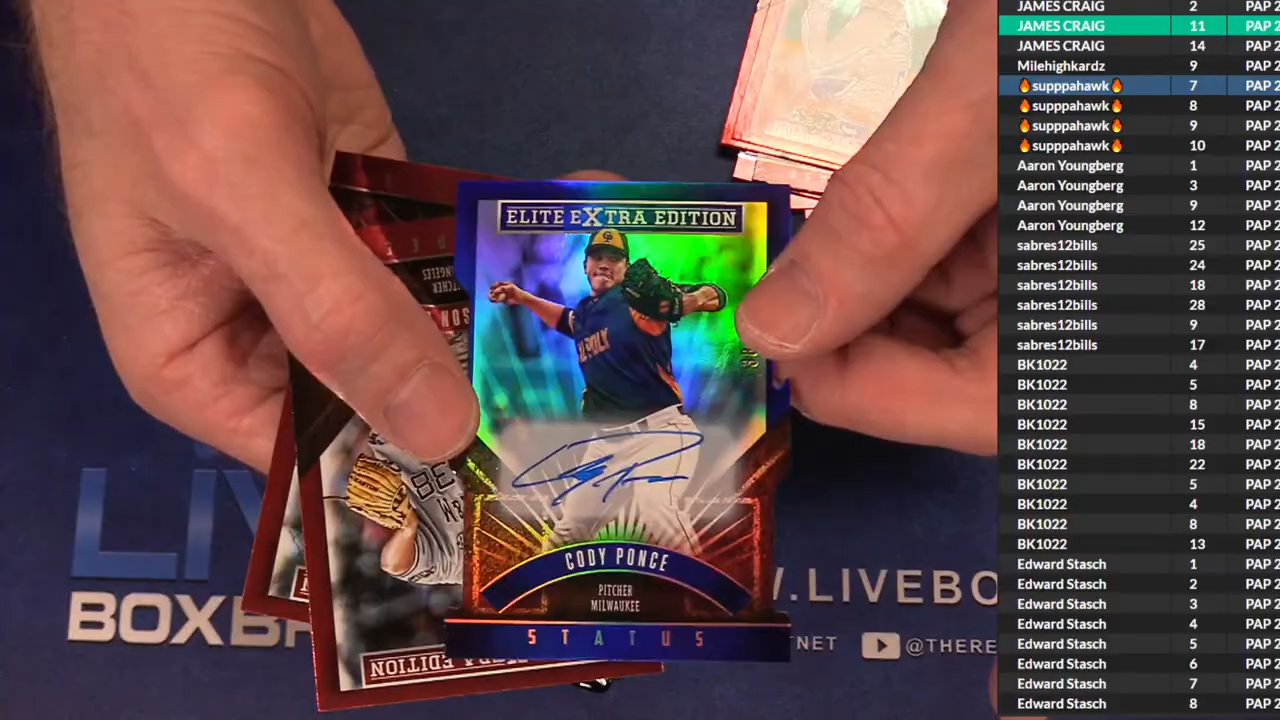 ELITE EXTRA EDITION
CODY PONCE
PITCHER
MILWAUKEE
STATUS
BOXB
.LIVEBO
NET
@THERE
JAMES CRAIG 2 PAP 2
JAMES CRAIG 11 PAP 2
JAMES CRAIG 14 PAP 2
Milehighkardz 9 PAP 2
🔥supppahawk🔥 7 PAP 2
🔥supppahawk🔥 8 PAP 2
🔥supppahawk🔥 9 PAP 2
🔥supppahawk🔥 10 PAP 2
Aaron Youngberg 1 PAP 2
Aaron Youngberg 3 PAP 2
Aaron Youngberg 9 PAP 2
Aaron Youngberg 12 PAP 2
sabres12bills 25 PAP 2
sabres12bills 24 PAP 2
sabres12bills 18 PAP 2
sabres12bills 28 PAP 2
sabres12bills 9 PAP 2
sabres12bills 17 PAP 2
BK1022 4 PAP 2
BK1022 5 PAP 2
BK1022 8 PAP 2
BK1022 15 PAP 2
BK1022 18 PAP 2
BK1022 22 PAP 2
BK1022 5 PAP 2
BK1022 4 PAP 2
BK1022 8 PAP 2
BK1022 13 PAP 2
Edward Stasch 1 PAP 2
Edward Stasch 2 PAP 2
Edward Stasch 3 PAP 2
Edward Stasch 4 PAP 2
Edward Stasch 5 PAP 2
Edward Stasch 6 PAP 2
Edward Stasch 7 PAP 2
Edward Stasch 8 PAP 2